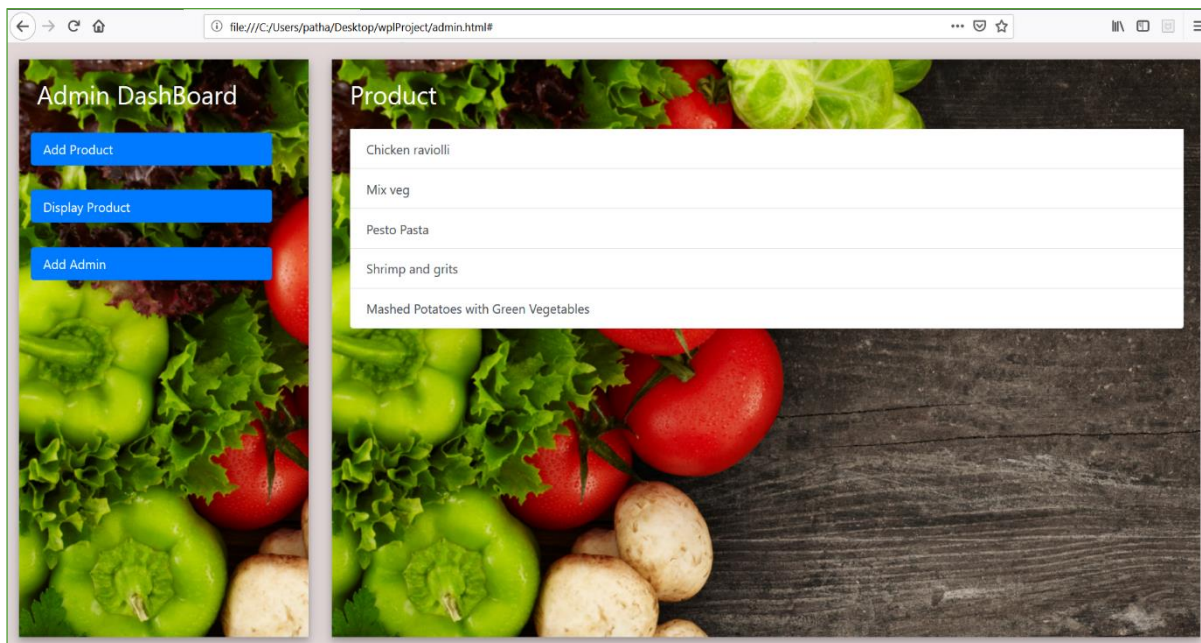 file:///C:/Users/patha/Desktop/wplProject/admin.html#
Admin DashBoard
Add Product
Display Product
Add Admin
Product
Chicken raviolli
Mix veg
Pesto Pasta
Shrimp and grits
Mashed Potatoes with Green Vegetables